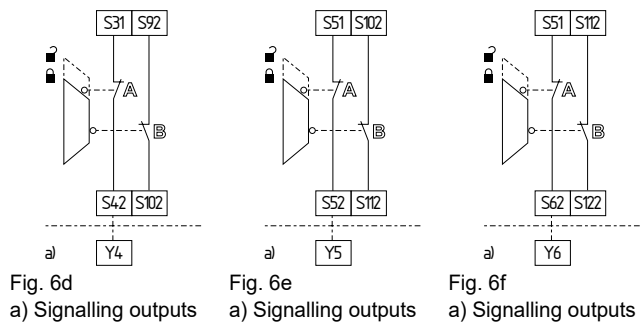 S31 S92
A
B
S42 S102
a) Y4
Fig. 6d
a) Signalling outputs
S51 S102
A
B
S52 S112
a) Y5
Fig. 6e
a) Signalling outputs
S51 S112
A
B
S62 S122
a) Y6
Fig. 6f
a) Signalling outputs